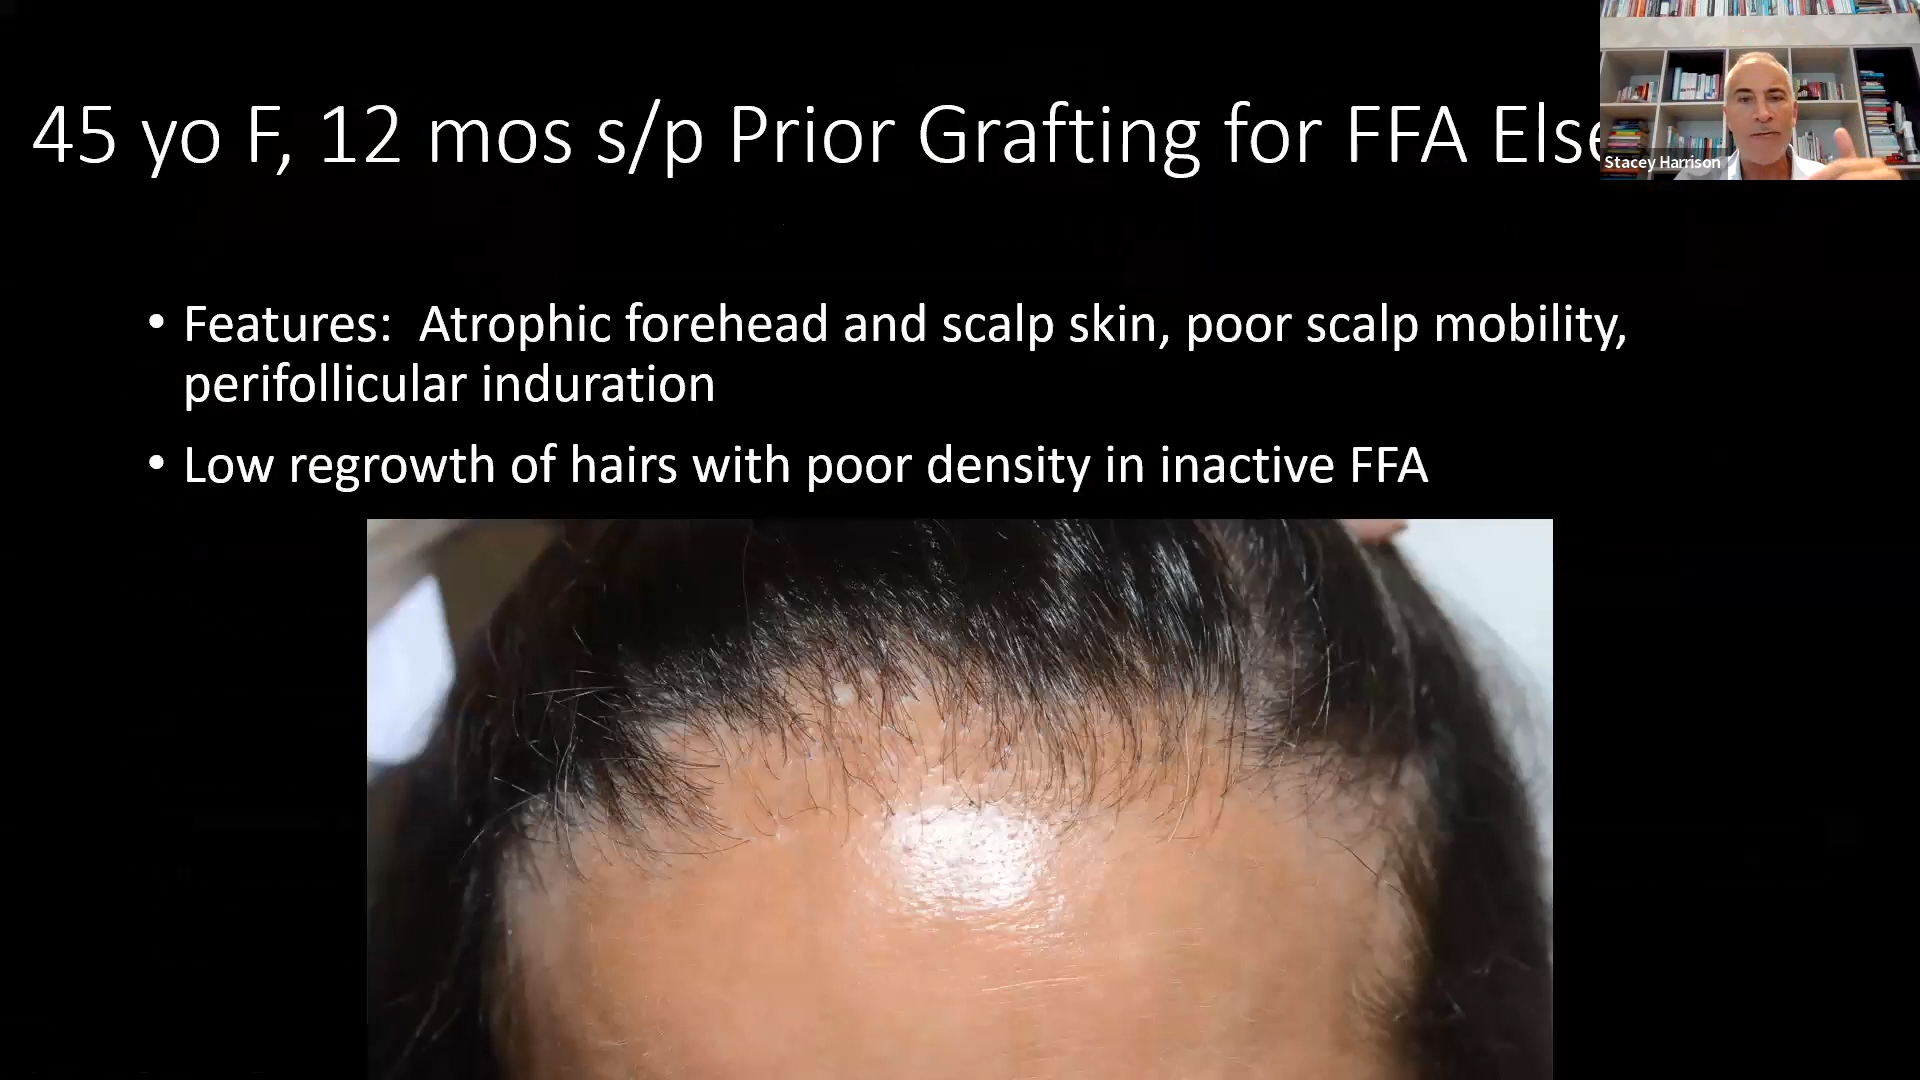 45 yo F, 12 mos s/p Prior Grafting for FFA Else
Stacey Harrison
• Features:  Atrophic forehead and scalp skin, poor scalp mobility,
perifollicular induration
• Low regrowth of hairs with poor density in inactive FFA